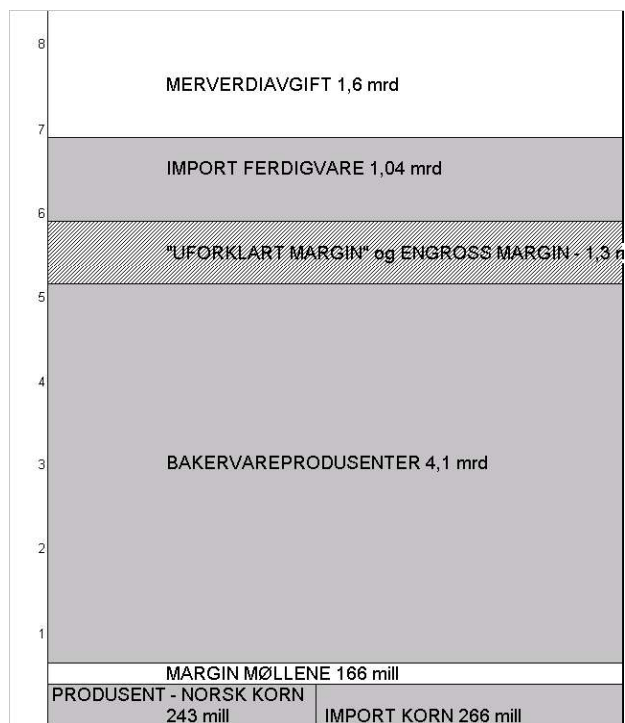 8
MERVERDIAVGIFT 1,6 mrd
7
IMPORT FERDIGVARE 1,04 mrd
6
"UFORKLART MARGIN" og ENGROSS MARGIN - 1,3 m
5
4
BAKERVAREPRODUSENTER 4,1 mrd
3
2
1
MARGIN MØLLENE 166 mill
PRODUSENT - NORSK KORN
243 mill
IMPORT KORN 266 mill